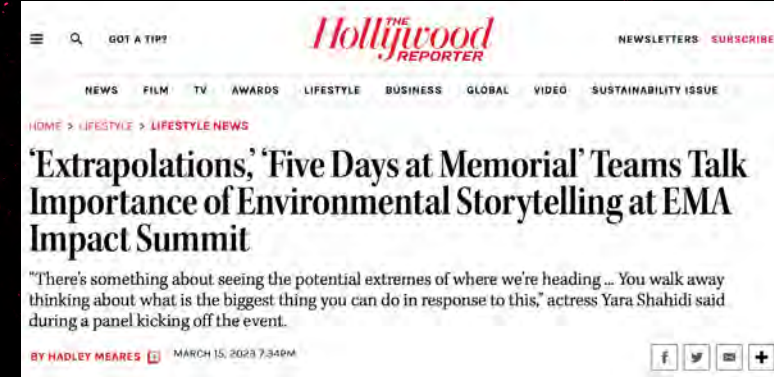 GOT A TIP?
THE
Hollywood
REPORTER
NEWSLETTERS SUBSCRIBE
NEWS FILM TV AWARDS LIFESTYLE BUSINESS GLOBAL VIDEO SUSTAINABILITY ISSUE
HOME > LIFESTYLE > LIFESTYLE NEWS
‘Extrapolations,’ ‘Five Days at Memorial’ Teams Talk
Importance of Environmental Storytelling at EMA
Impact Summit
"There's something about seeing the potential extremes of where we're heading ... You walk away
thinking about what is the biggest thing you can do in response to this," actress Yara Shahidi said
during a panel kicking off the event.
BY HADLEY MEARES MARCH 15, 2023 7:34PM